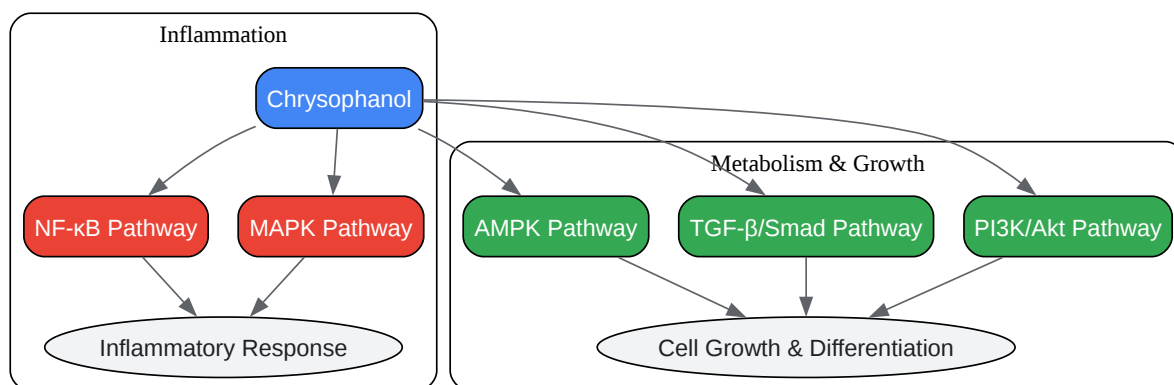 Inflammation
Chrysophanol
Metabolism & Growth
NF-κB Pathway
MAPK Pathway
AMPK Pathway
TGF-β/Smad Pathway
PI3K/Akt Pathway
Inflammatory Response
Cell Growth & Differentiation